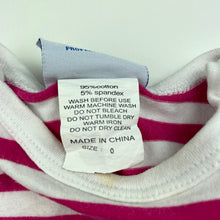 95%cotton
5% spandex
WASH BEFORE USE
WARM MACHINE WASH
DO NOT BLEACH
DO NOT TUMBLE DRY
WARM IRON
DO NOT DRY CLEAN
MADE IN CHINA
SIZE 0